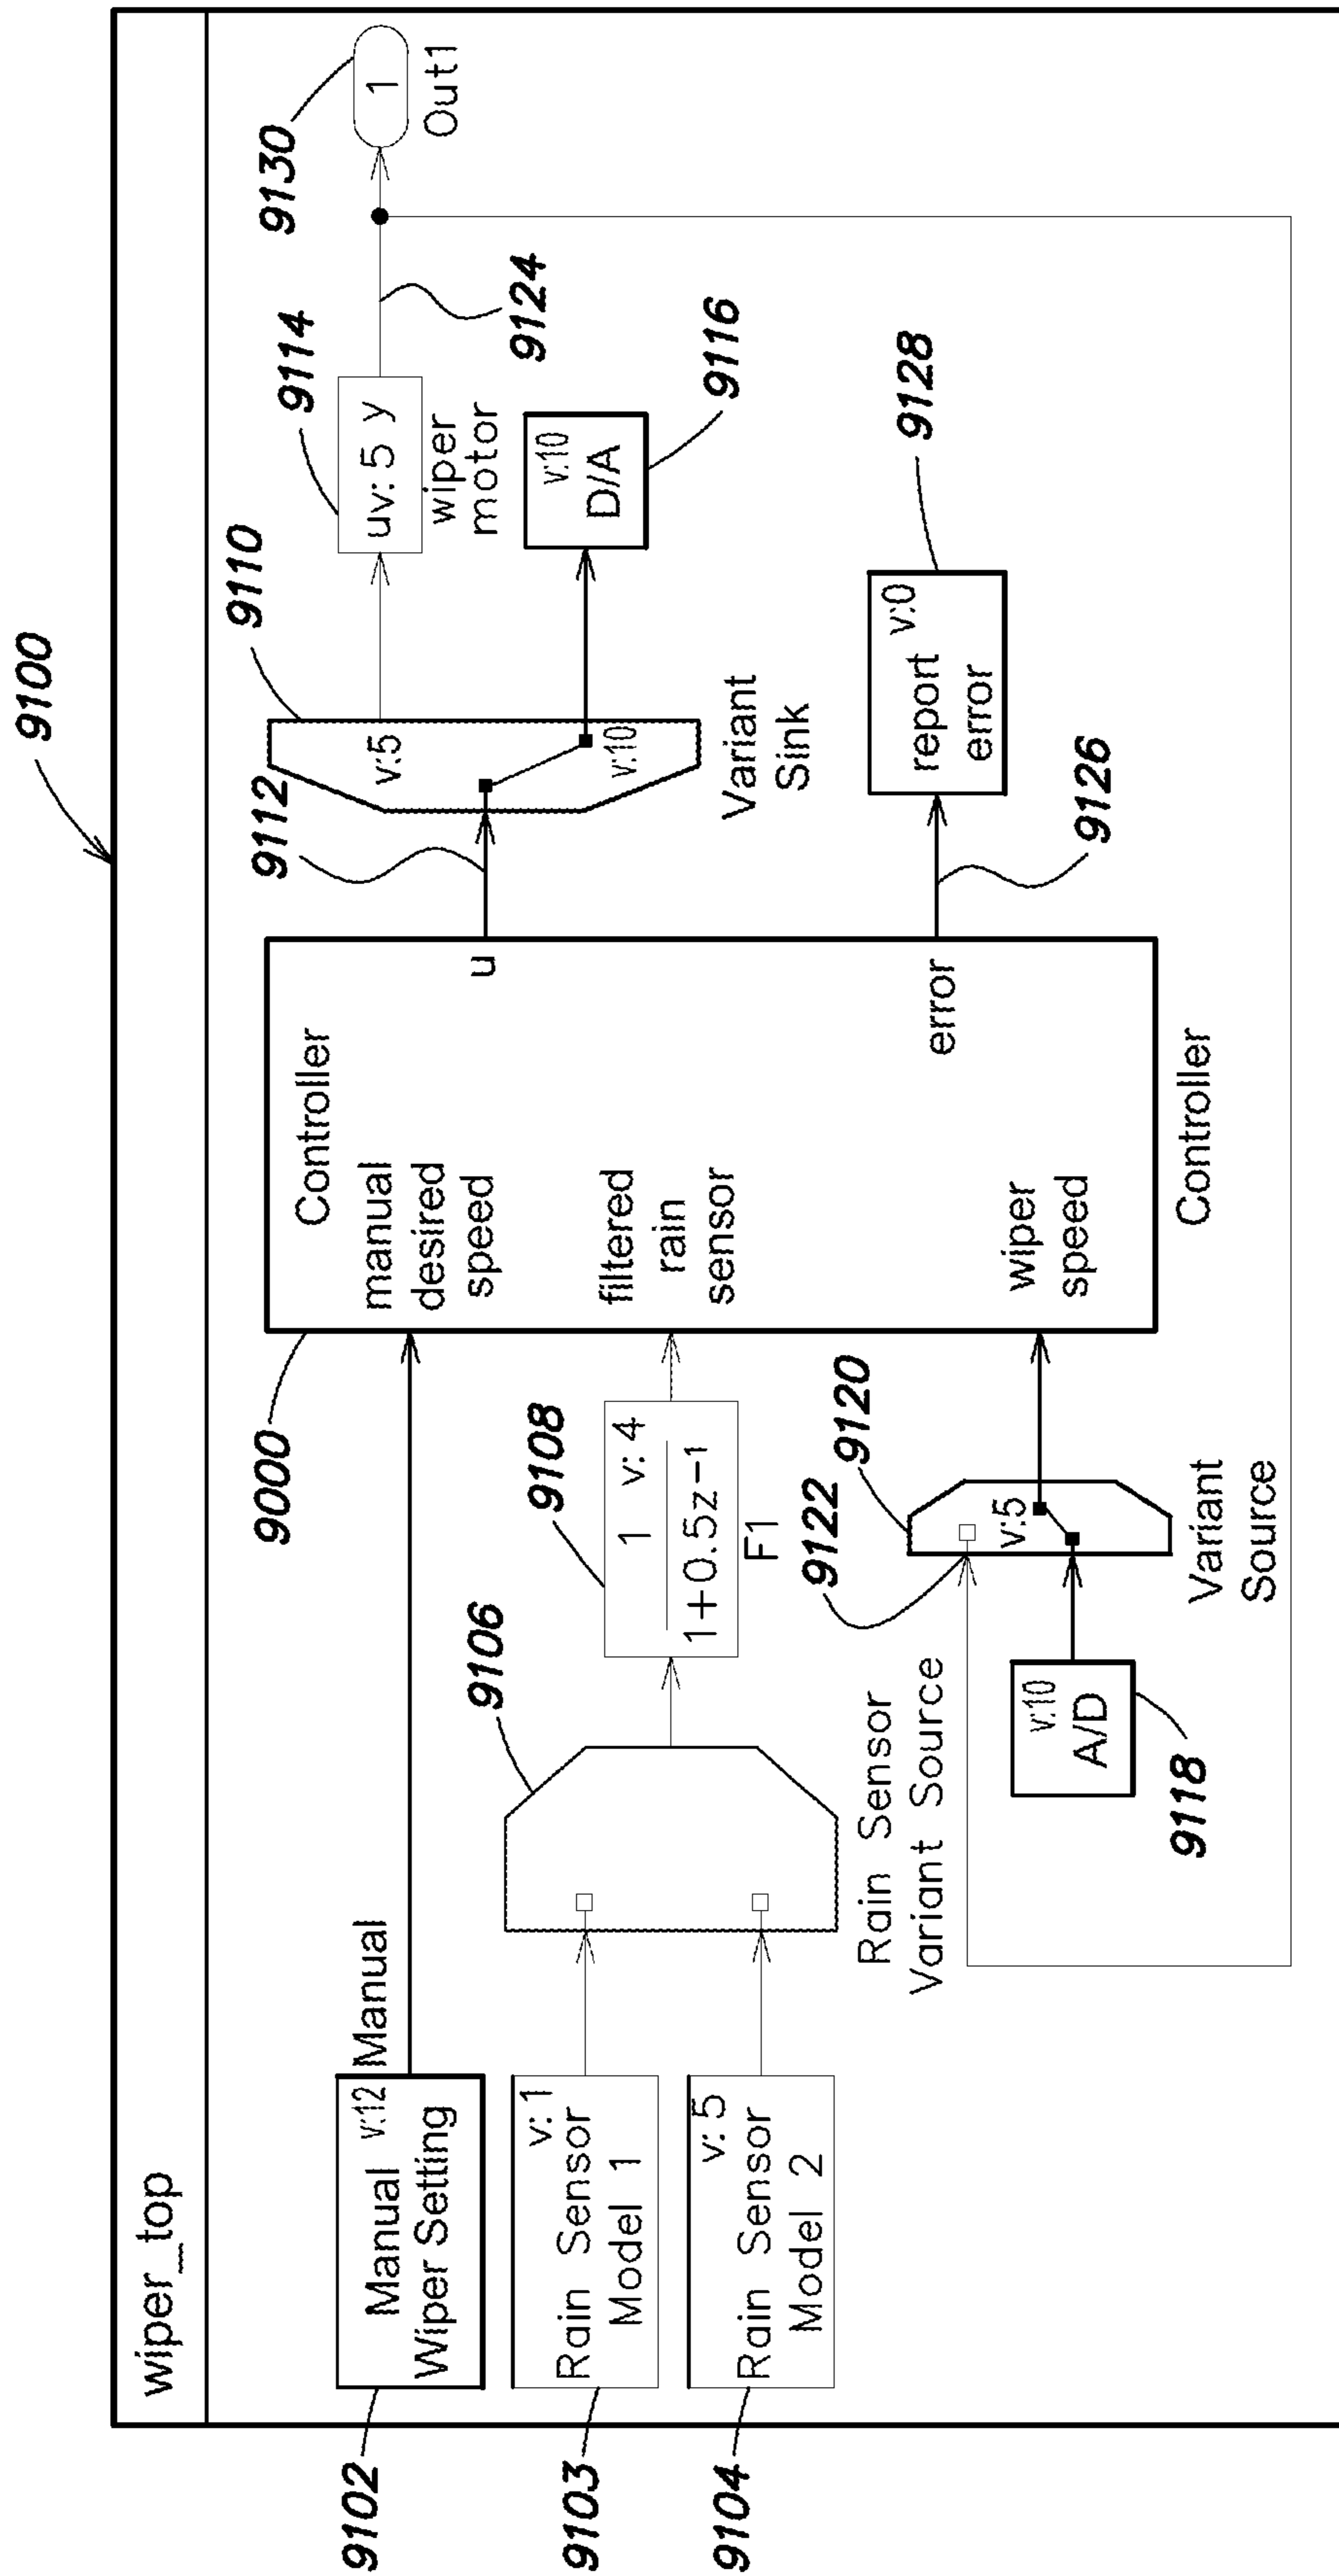 9100
wiper_top
9102
Manual v:12
Wiper Setting
Manual
9103
v: 1
Rain Sensor
Model 1
9104
v: 5
Rain Sensor
Model 2
9106
Rain Sensor
Variant Source
9108
1 v: 4
1+0.5z⁻¹
F1
9118
v:10
A/D
9122
9120
v:5
Variant
Source
9000
Controller
manual
desired
speed
filtered
rain
sensor
wiper
speed
u
error
Controller
9112
9110
v:5
v:10
Variant
Sink
9114
uv: 5 y
wiper
motor
9124
v:10
D/A
9116
9126
v:0
report
error
9128
9130
1
Out1